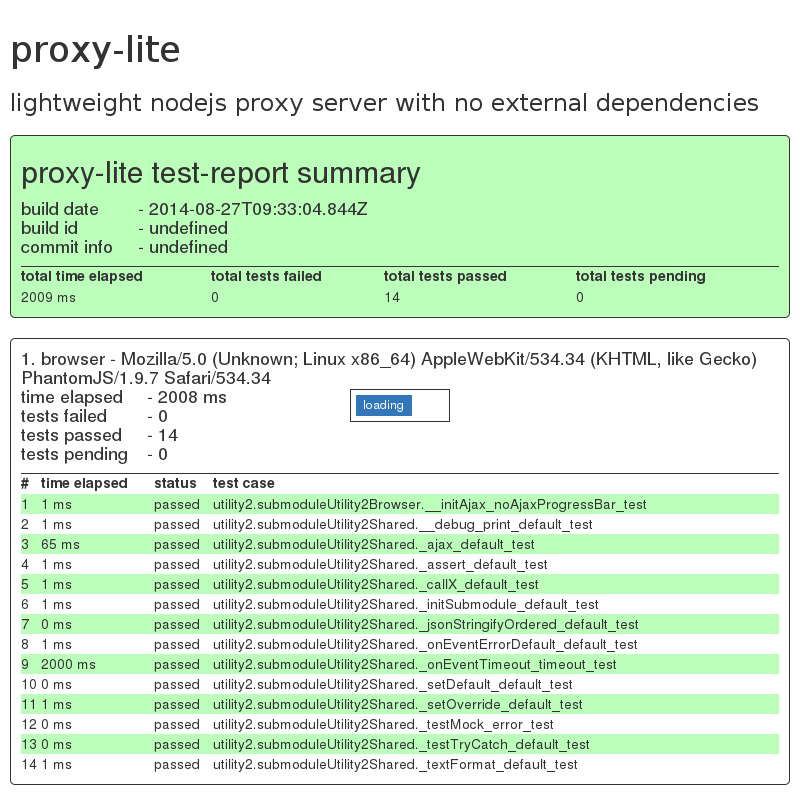 proxy-lite
lightweight nodejs proxy server with no external dependencies
proxy-lite test-report summary
build date - 2014-08-27T09:33:04.844Z
build id - undefined
commit info - undefined
total time elapsed total tests failed total tests passed total tests pending
2009 ms 0 14 0
1. browser - Mozilla/5.0 (Unknown; Linux x86_64) AppleWebKit/534.34 (KHTML, like Gecko)
PhantomJS/1.9.7 Safari/534.34
time elapsed - 2008 ms
loading
tests failed - 0
tests passed - 14
tests pending - 0
# time elapsed status test case
1 1 ms passed utility2.submoduleUtility2Browser.__initAjax_noAjaxProgressBar_test
2 1 ms passed utility2.submoduleUtility2Shared.__debug_print_default_test
3 65 ms passed utility2.submoduleUtility2Shared._ajax_default_test
4 1 ms passed utility2.submoduleUtility2Shared._assert_default_test
5 1 ms passed utility2.submoduleUtility2Shared._callX_default_test
6 1 ms passed utility2.submoduleUtility2Shared._initSubmodule_default_test
7 0 ms passed utility2.submoduleUtility2Shared._jsonStringifyOrdered_default_test
8 1 ms passed utility2.submoduleUtility2Shared._onEventErrorDefault_default_test
9 2000 ms passed utility2.submoduleUtility2Shared._onEventTimeout_timeout_test
10 0 ms passed utility2.submoduleUtility2Shared._setDefault_default_test
11 1 ms passed utility2.submoduleUtility2Shared._setOverride_default_test
12 0 ms passed utility2.submoduleUtility2Shared._testMock_error_test
13 0 ms passed utility2.submoduleUtility2Shared._testTryCatch_default_test
14 1 ms passed utility2.submoduleUtility2Shared._textFormat_default_test